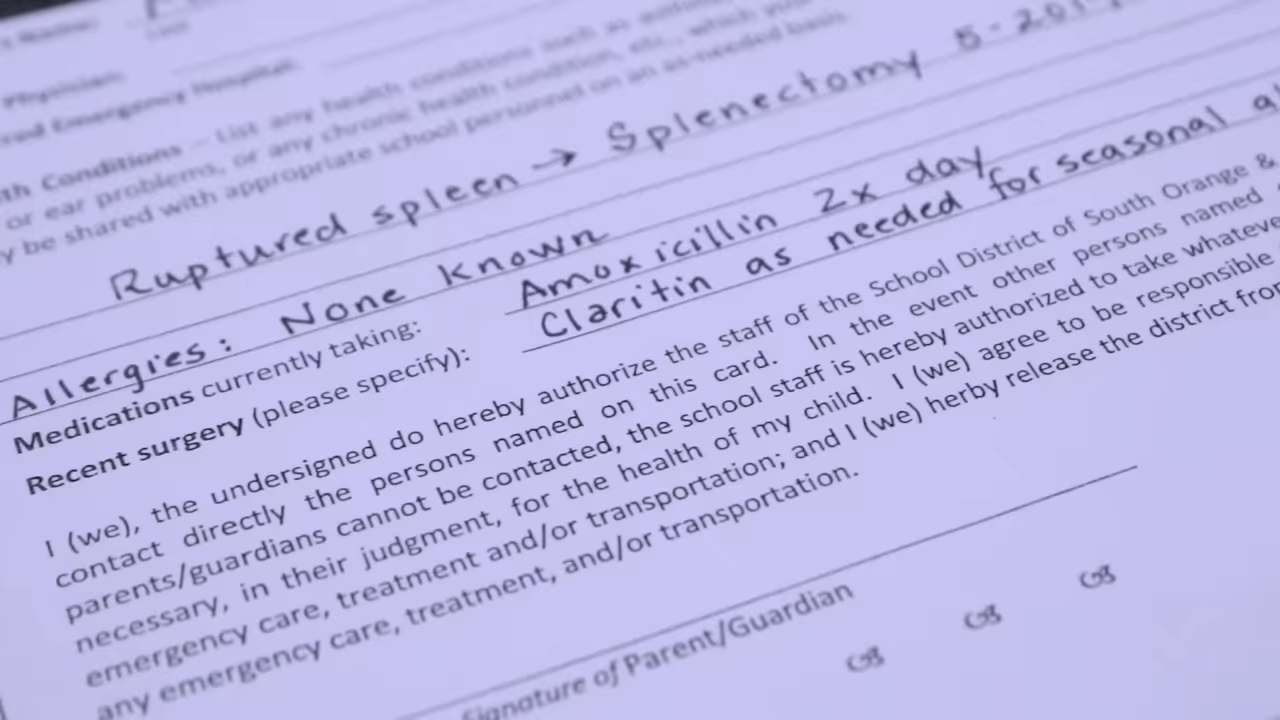 Physician:
Emergency Hospital:
Conditions – List any health conditions such as
or ear problems, or any chronic health condition, etc., which
be shared with appropriate school personnel on an as-needed basis.
Ruptured spleen → Splenectomy 5-201
Allergies: None known
Medications currently taking: Amoxicillin 2x day
Recent surgery (please specify): Claritin as needed for seasonal
I (we), the undersigned do hereby authorize the staff of the School District of South Orange &
contact directly the persons named on this card. In the event other persons named
parents/guardians cannot be contacted, the school staff is hereby authorized to take whatever
necessary, in their judgment, for the health of my child. I (we) agree to be responsible
emergency care, treatment and/or transportation; and I (we) herby release the district from
any emergency care, treatment, and/or transportation.
Signature of Parent/Guardian